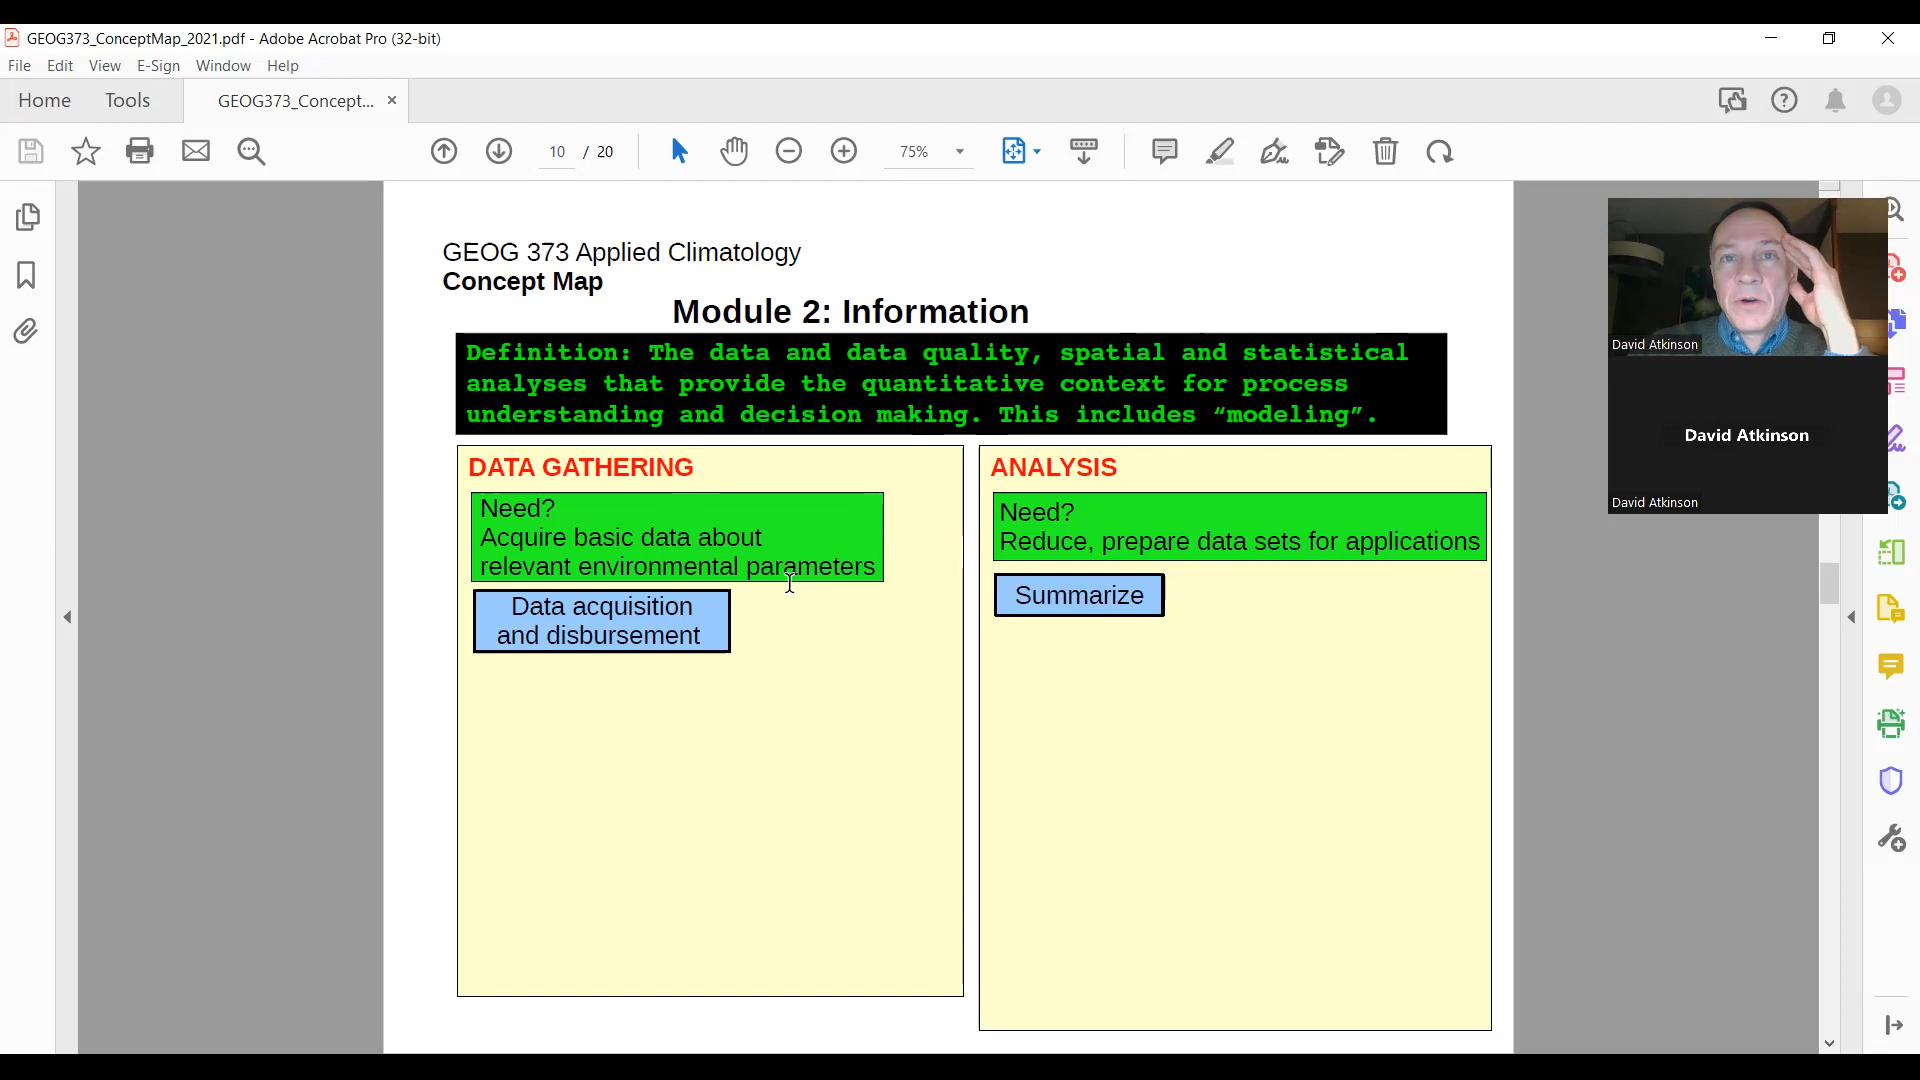 GEOG373_ConceptMap_2021.pdf - Adobe Acrobat Pro (32-bit)
File Edit View E-Sign Window Help
Home Tools GEOG373_Concept...
10 / 20 75%
GEOG 373 Applied Climatology
Concept Map
Module 2: Information
Definition: The data and data quality, spatial and statistical
analyses that provide the quantitative context for process
understanding and decision making. This includes “modeling”.
DATA GATHERING
Need?
Acquire basic data about
relevant environmental parameters
Data acquisition
and disbursement
ANALYSIS
Need?
Reduce, prepare data sets for applications
Summarize
David Atkinson
David Atkinson
David Atkinson